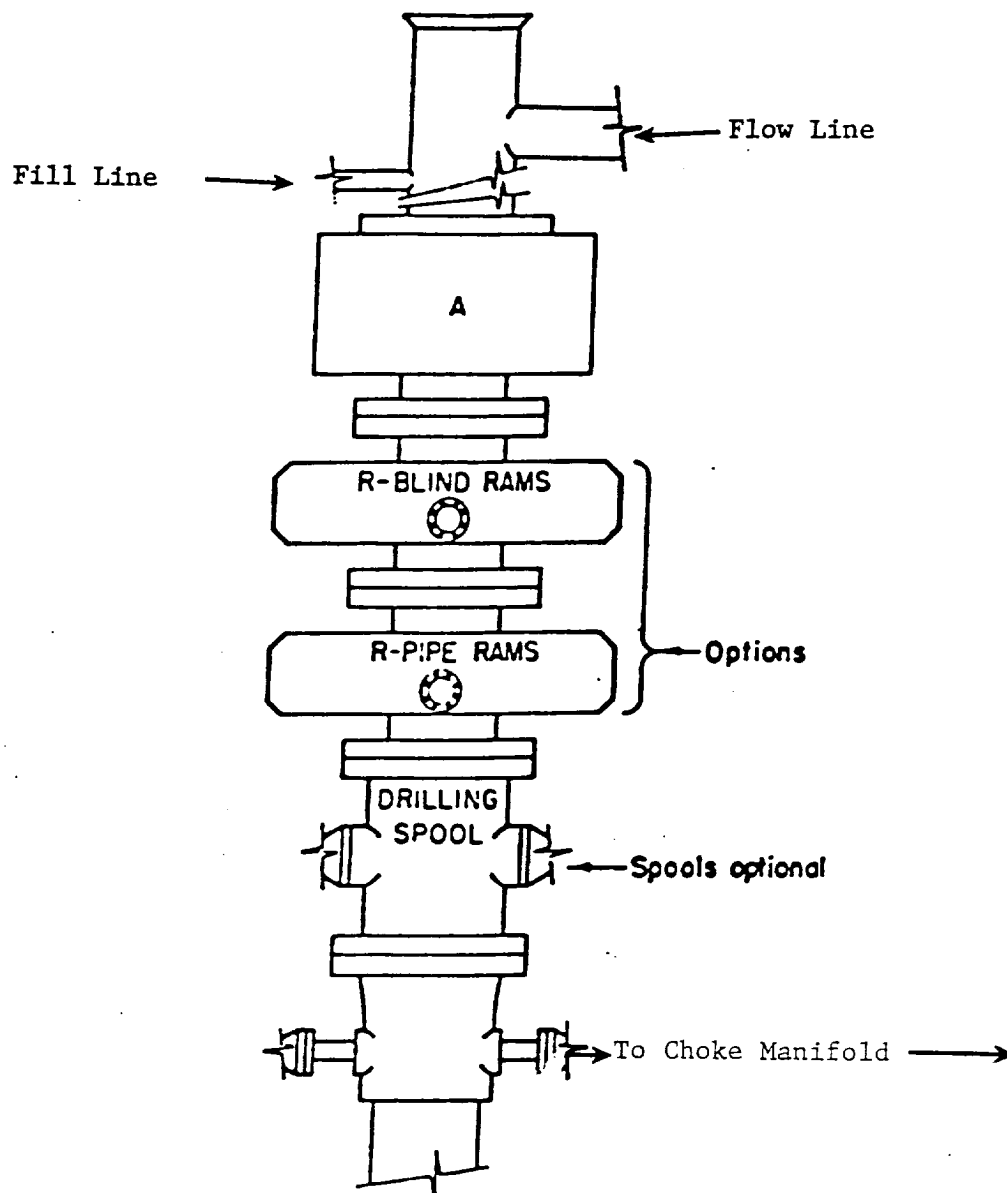 Flow Line
Fill Line
A
R-BLIND RAMS
R-PIPE RAMS
Options
DRILLING
SPOOL
Spools optional
To Choke Manifold